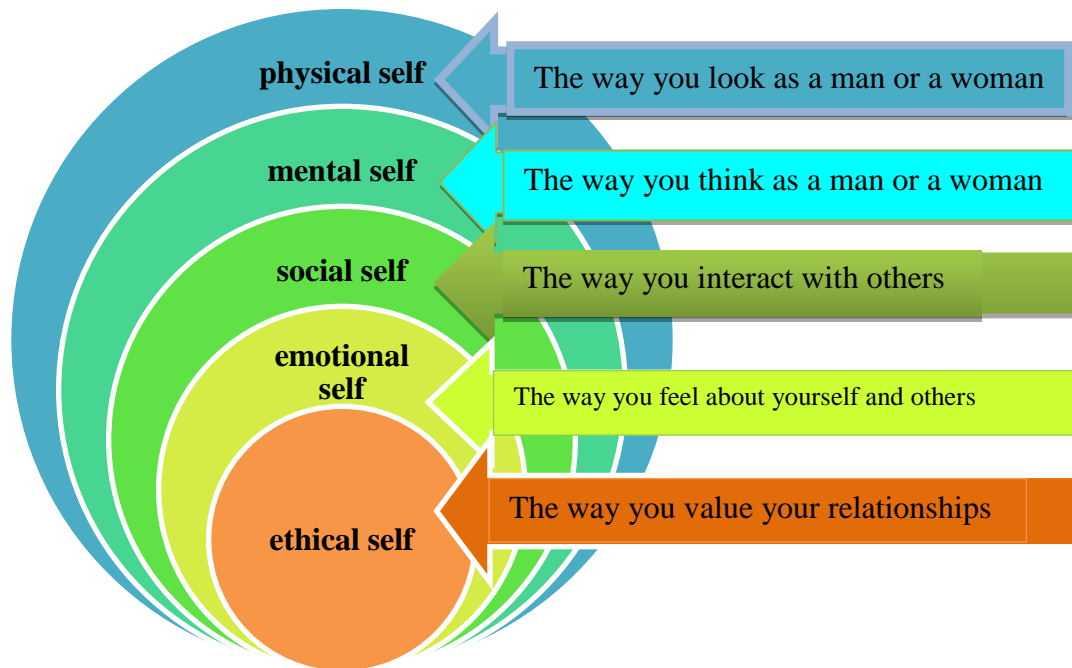 physical self
The way you look as a man or a woman
mental self
The way you think as a man or a woman
social self
The way you interact with others
emotional
self
The way you feel about yourself and others
ethical self
The way you value your relationships